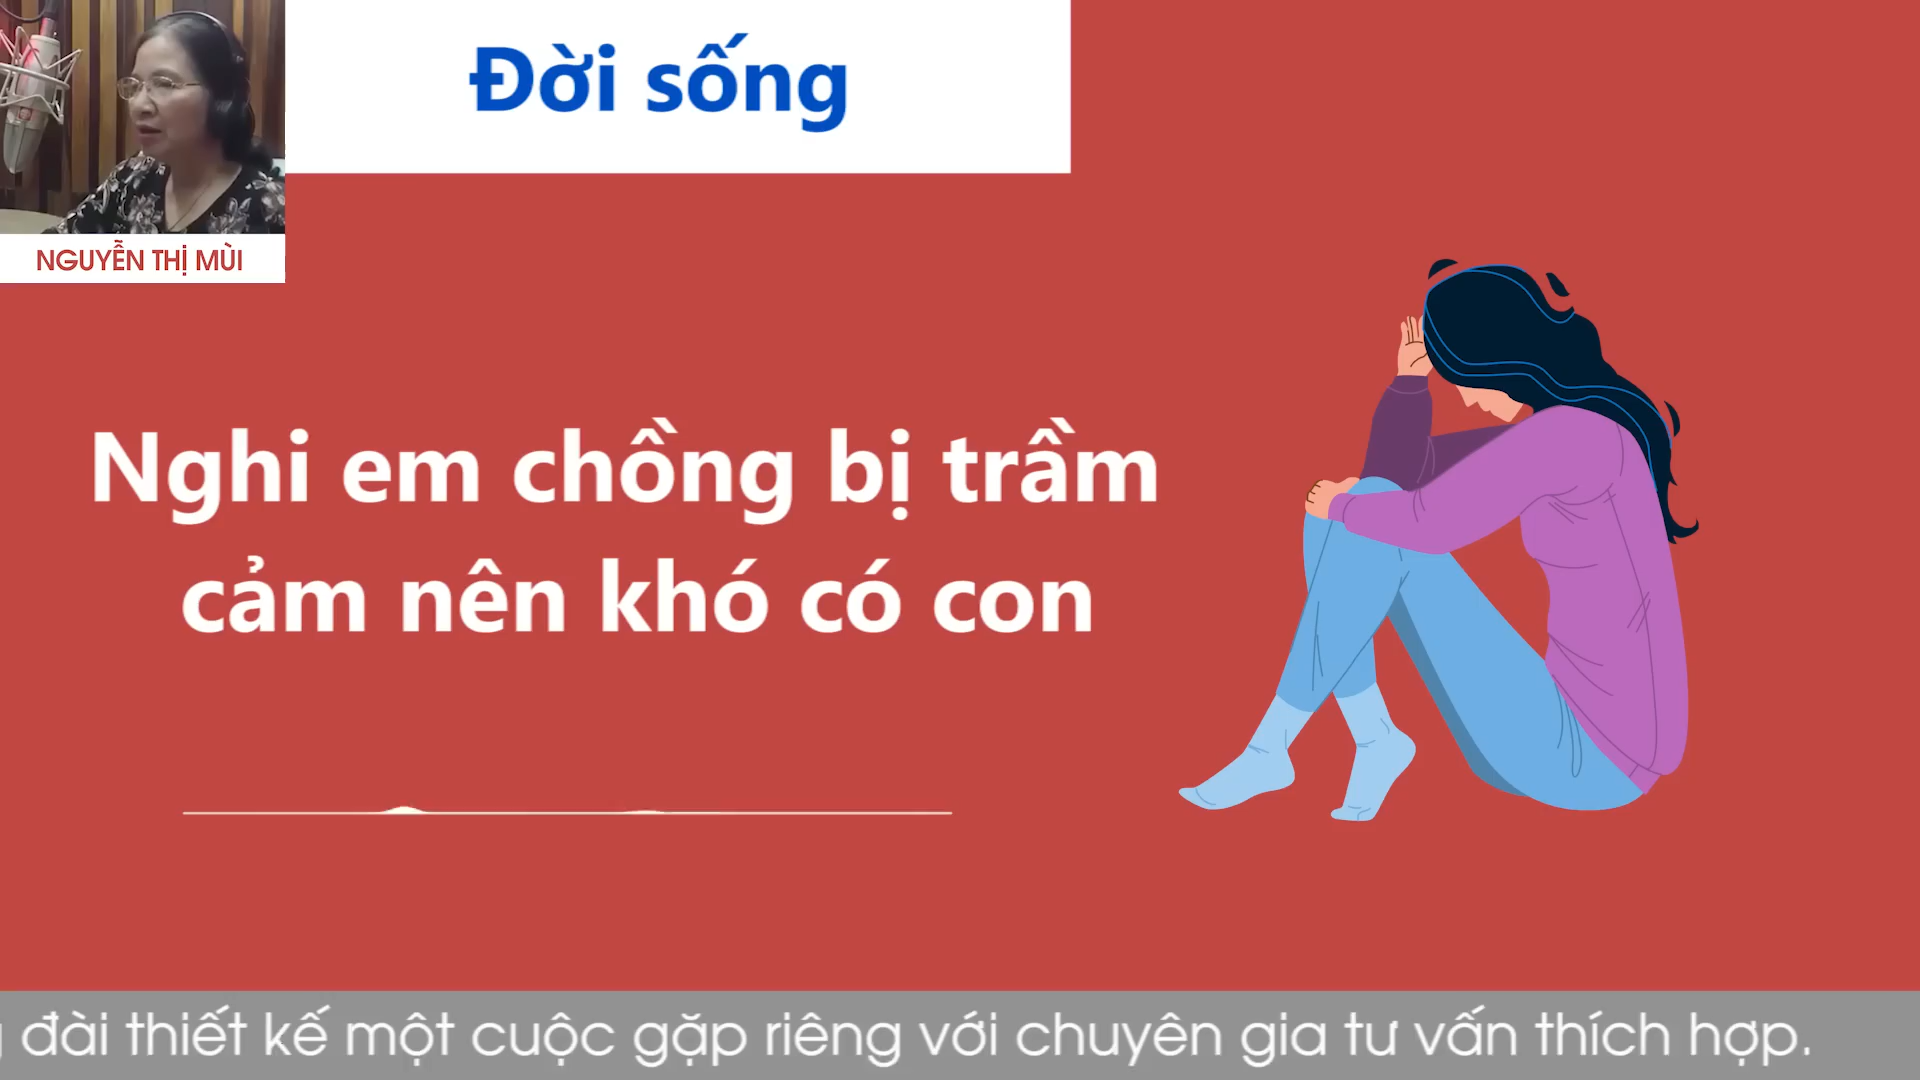 Đời sống
NGUYỄN THỊ MÙI
Nghi em chồng bị trầm
cảm nên khó có con
đài thiết kế một cuộc gặp riêng với chuyên gia tư vấn thích hợp.